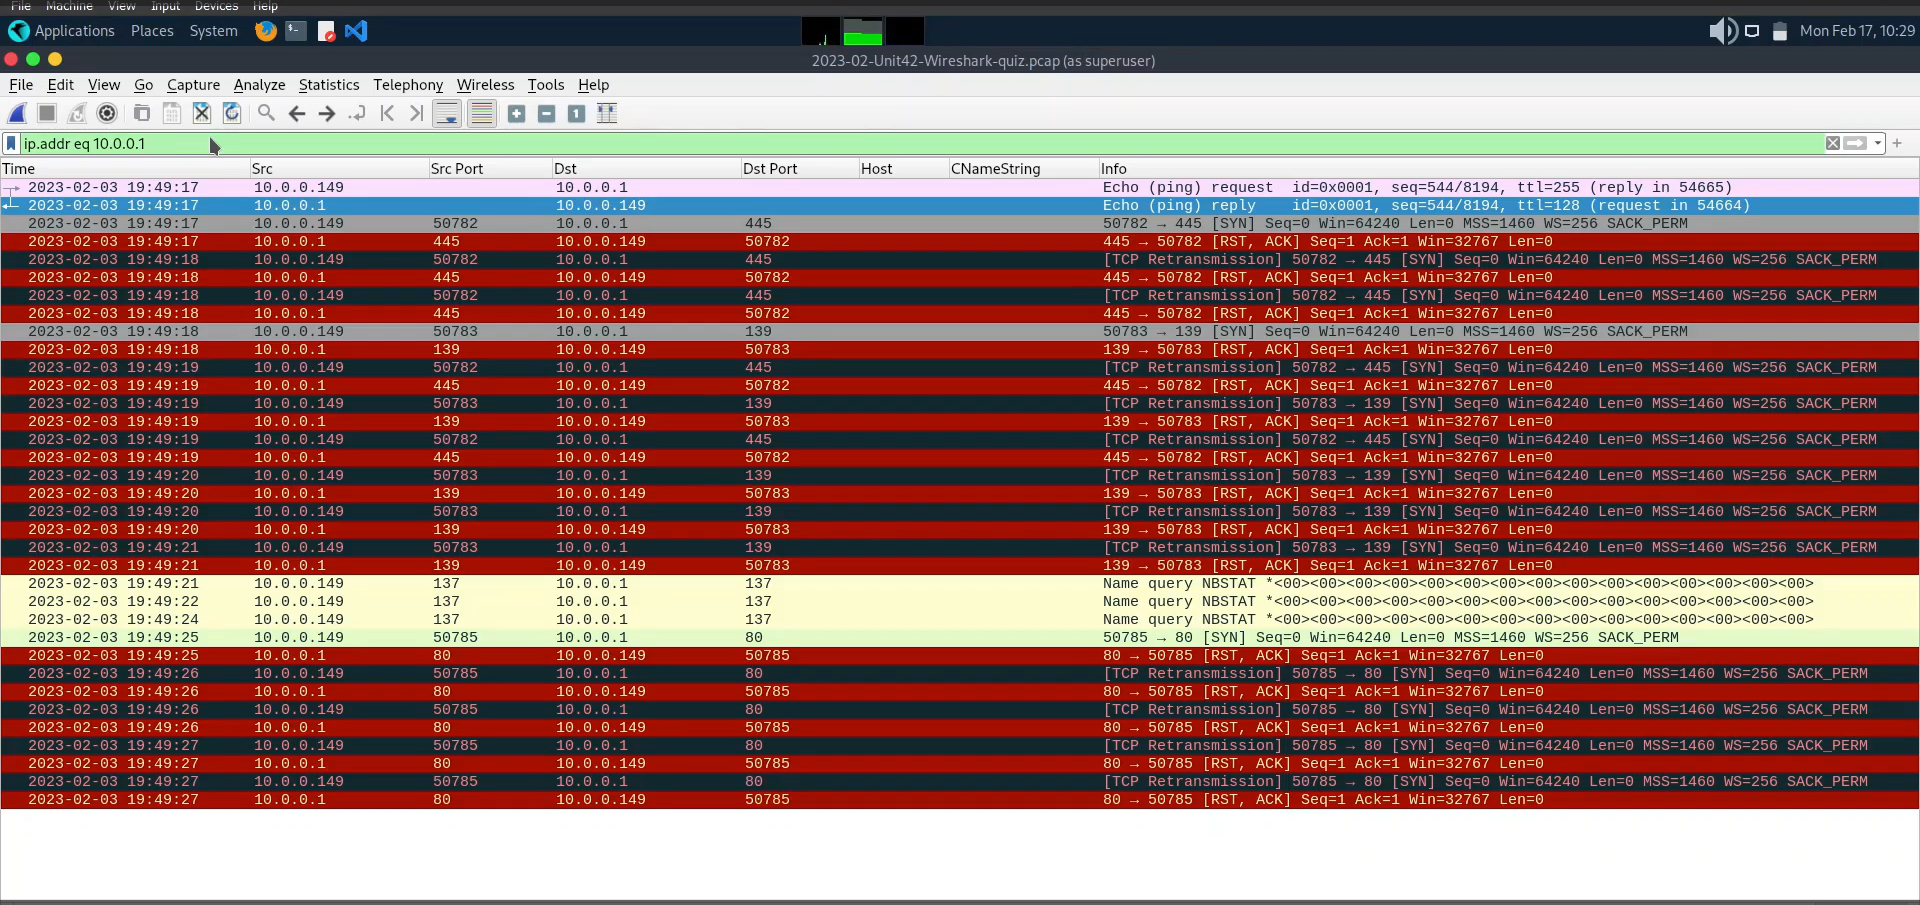 File Machine View Input Devices Help
Applications Places System Mon Feb 17, 10:29
2023-02-Unit42-Wireshark-quiz.pcap (as superuser)
File Edit View Go Capture Analyze Statistics Telephony Wireless Tools Help
ip.addr eq 10.0.0.1
Time Src Src Port Dst Dst Port Host CNameString Info
2023-02-03 19:49:17 10.0.0.149 10.0.0.1 Echo (ping) request id=0x0001, seq=544/8194, ttl=255 (reply in 54665)
2023-02-03 19:49:17 10.0.0.1 10.0.0.149 Echo (ping) reply id=0x0001, seq=544/8194, ttl=128 (request in 54664)
2023-02-03 19:49:17 10.0.0.149 50782 10.0.0.1 445 50782 → 445 [SYN] Seq=0 Win=64240 Len=0 MSS=1460 WS=256 SACK_PERM
2023-02-03 19:49:17 10.0.0.1 445 10.0.0.149 50782 445 → 50782 [RST, ACK] Seq=1 Ack=1 Win=32767 Len=0
2023-02-03 19:49:18 10.0.0.149 50782 10.0.0.1 445 [TCP Retransmission] 50782 → 445 [SYN] Seq=0 Win=64240 Len=0 MSS=1460 WS=256 SACK_PERM
2023-02-03 19:49:18 10.0.0.1 445 10.0.0.149 50782 445 → 50782 [RST, ACK] Seq=1 Ack=1 Win=32767 Len=0
2023-02-03 19:49:18 10.0.0.149 50782 10.0.0.1 445 [TCP Retransmission] 50782 → 445 [SYN] Seq=0 Win=64240 Len=0 MSS=1460 WS=256 SACK_PERM
2023-02-03 19:49:18 10.0.0.1 445 10.0.0.149 50782 445 → 50782 [RST, ACK] Seq=1 Ack=1 Win=32767 Len=0
2023-02-03 19:49:18 10.0.0.149 50783 10.0.0.1 139 50783 → 139 [SYN] Seq=0 Win=64240 Len=0 MSS=1460 WS=256 SACK_PERM
2023-02-03 19:49:18 10.0.0.1 139 10.0.0.149 50783 139 → 50783 [RST, ACK] Seq=1 Ack=1 Win=32767 Len=0
2023-02-03 19:49:19 10.0.0.149 50782 10.0.0.1 445 [TCP Retransmission] 50782 → 445 [SYN] Seq=0 Win=64240 Len=0 MSS=1460 WS=256 SACK_PERM
2023-02-03 19:49:19 10.0.0.1 445 10.0.0.149 50782 445 → 50782 [RST, ACK] Seq=1 Ack=1 Win=32767 Len=0
2023-02-03 19:49:19 10.0.0.149 50783 10.0.0.1 139 [TCP Retransmission] 50783 → 139 [SYN] Seq=0 Win=64240 Len=0 MSS=1460 WS=256 SACK_PERM
2023-02-03 19:49:19 10.0.0.1 139 10.0.0.149 50783 139 → 50783 [RST, ACK] Seq=1 Ack=1 Win=32767 Len=0
2023-02-03 19:49:19 10.0.0.149 50782 10.0.0.1 445 [TCP Retransmission] 50782 → 445 [SYN] Seq=0 Win=64240 Len=0 MSS=1460 WS=256 SACK_PERM
2023-02-03 19:49:19 10.0.0.1 445 10.0.0.149 50782 445 → 50782 [RST, ACK] Seq=1 Ack=1 Win=32767 Len=0
2023-02-03 19:49:20 10.0.0.149 50783 10.0.0.1 139 [TCP Retransmission] 50783 → 139 [SYN] Seq=0 Win=64240 Len=0 MSS=1460 WS=256 SACK_PERM
2023-02-03 19:49:20 10.0.0.1 139 10.0.0.149 50783 139 → 50783 [RST, ACK] Seq=1 Ack=1 Win=32767 Len=0
2023-02-03 19:49:20 10.0.0.149 50783 10.0.0.1 139 [TCP Retransmission] 50783 → 139 [SYN] Seq=0 Win=64240 Len=0 MSS=1460 WS=256 SACK_PERM
2023-02-03 19:49:20 10.0.0.1 139 10.0.0.149 50783 139 → 50783 [RST, ACK] Seq=1 Ack=1 Win=32767 Len=0
2023-02-03 19:49:21 10.0.0.149 50783 10.0.0.1 139 [TCP Retransmission] 50783 → 139 [SYN] Seq=0 Win=64240 Len=0 MSS=1460 WS=256 SACK_PERM
2023-02-03 19:49:21 10.0.0.1 139 10.0.0.149 50783 139 → 50783 [RST, ACK] Seq=1 Ack=1 Win=32767 Len=0
2023-02-03 19:49:21 10.0.0.149 137 10.0.0.1 137 Name query NBSTAT *<00><00><00><00><00><00><00><00><00><00><00><00><00><00><00>
2023-02-03 19:49:22 10.0.0.149 137 10.0.0.1 137 Name query NBSTAT *<00><00><00><00><00><00><00><00><00><00><00><00><00><00><00>
2023-02-03 19:49:24 10.0.0.149 137 10.0.0.1 137 Name query NBSTAT *<00><00><00><00><00><00><00><00><00><00><00><00><00><00><00>
2023-02-03 19:49:25 10.0.0.149 50785 10.0.0.1 80 50785 → 80 [SYN] Seq=0 Win=64240 Len=0 MSS=1460 WS=256 SACK_PERM
2023-02-03 19:49:25 10.0.0.1 80 10.0.0.149 50785 80 → 50785 [RST, ACK] Seq=1 Ack=1 Win=32767 Len=0
2023-02-03 19:49:26 10.0.0.149 50785 10.0.0.1 80 [TCP Retransmission] 50785 → 80 [SYN] Seq=0 Win=64240 Len=0 MSS=1460 WS=256 SACK_PERM
2023-02-03 19:49:26 10.0.0.1 80 10.0.0.149 50785 80 → 50785 [RST, ACK] Seq=1 Ack=1 Win=32767 Len=0
2023-02-03 19:49:26 10.0.0.149 50785 10.0.0.1 80 [TCP Retransmission] 50785 → 80 [SYN] Seq=0 Win=64240 Len=0 MSS=1460 WS=256 SACK_PERM
2023-02-03 19:49:26 10.0.0.1 80 10.0.0.149 50785 80 → 50785 [RST, ACK] Seq=1 Ack=1 Win=32767 Len=0
2023-02-03 19:49:27 10.0.0.149 50785 10.0.0.1 80 [TCP Retransmission] 50785 → 80 [SYN] Seq=0 Win=64240 Len=0 MSS=1460 WS=256 SACK_PERM
2023-02-03 19:49:27 10.0.0.1 80 10.0.0.149 50785 80 → 50785 [RST, ACK] Seq=1 Ack=1 Win=32767 Len=0
2023-02-03 19:49:27 10.0.0.149 50785 10.0.0.1 80 [TCP Retransmission] 50785 → 80 [SYN] Seq=0 Win=64240 Len=0 MSS=1460 WS=256 SACK_PERM
2023-02-03 19:49:27 10.0.0.1 80 10.0.0.149 50785 80 → 50785 [RST, ACK] Seq=1 Ack=1 Win=32767 Len=0